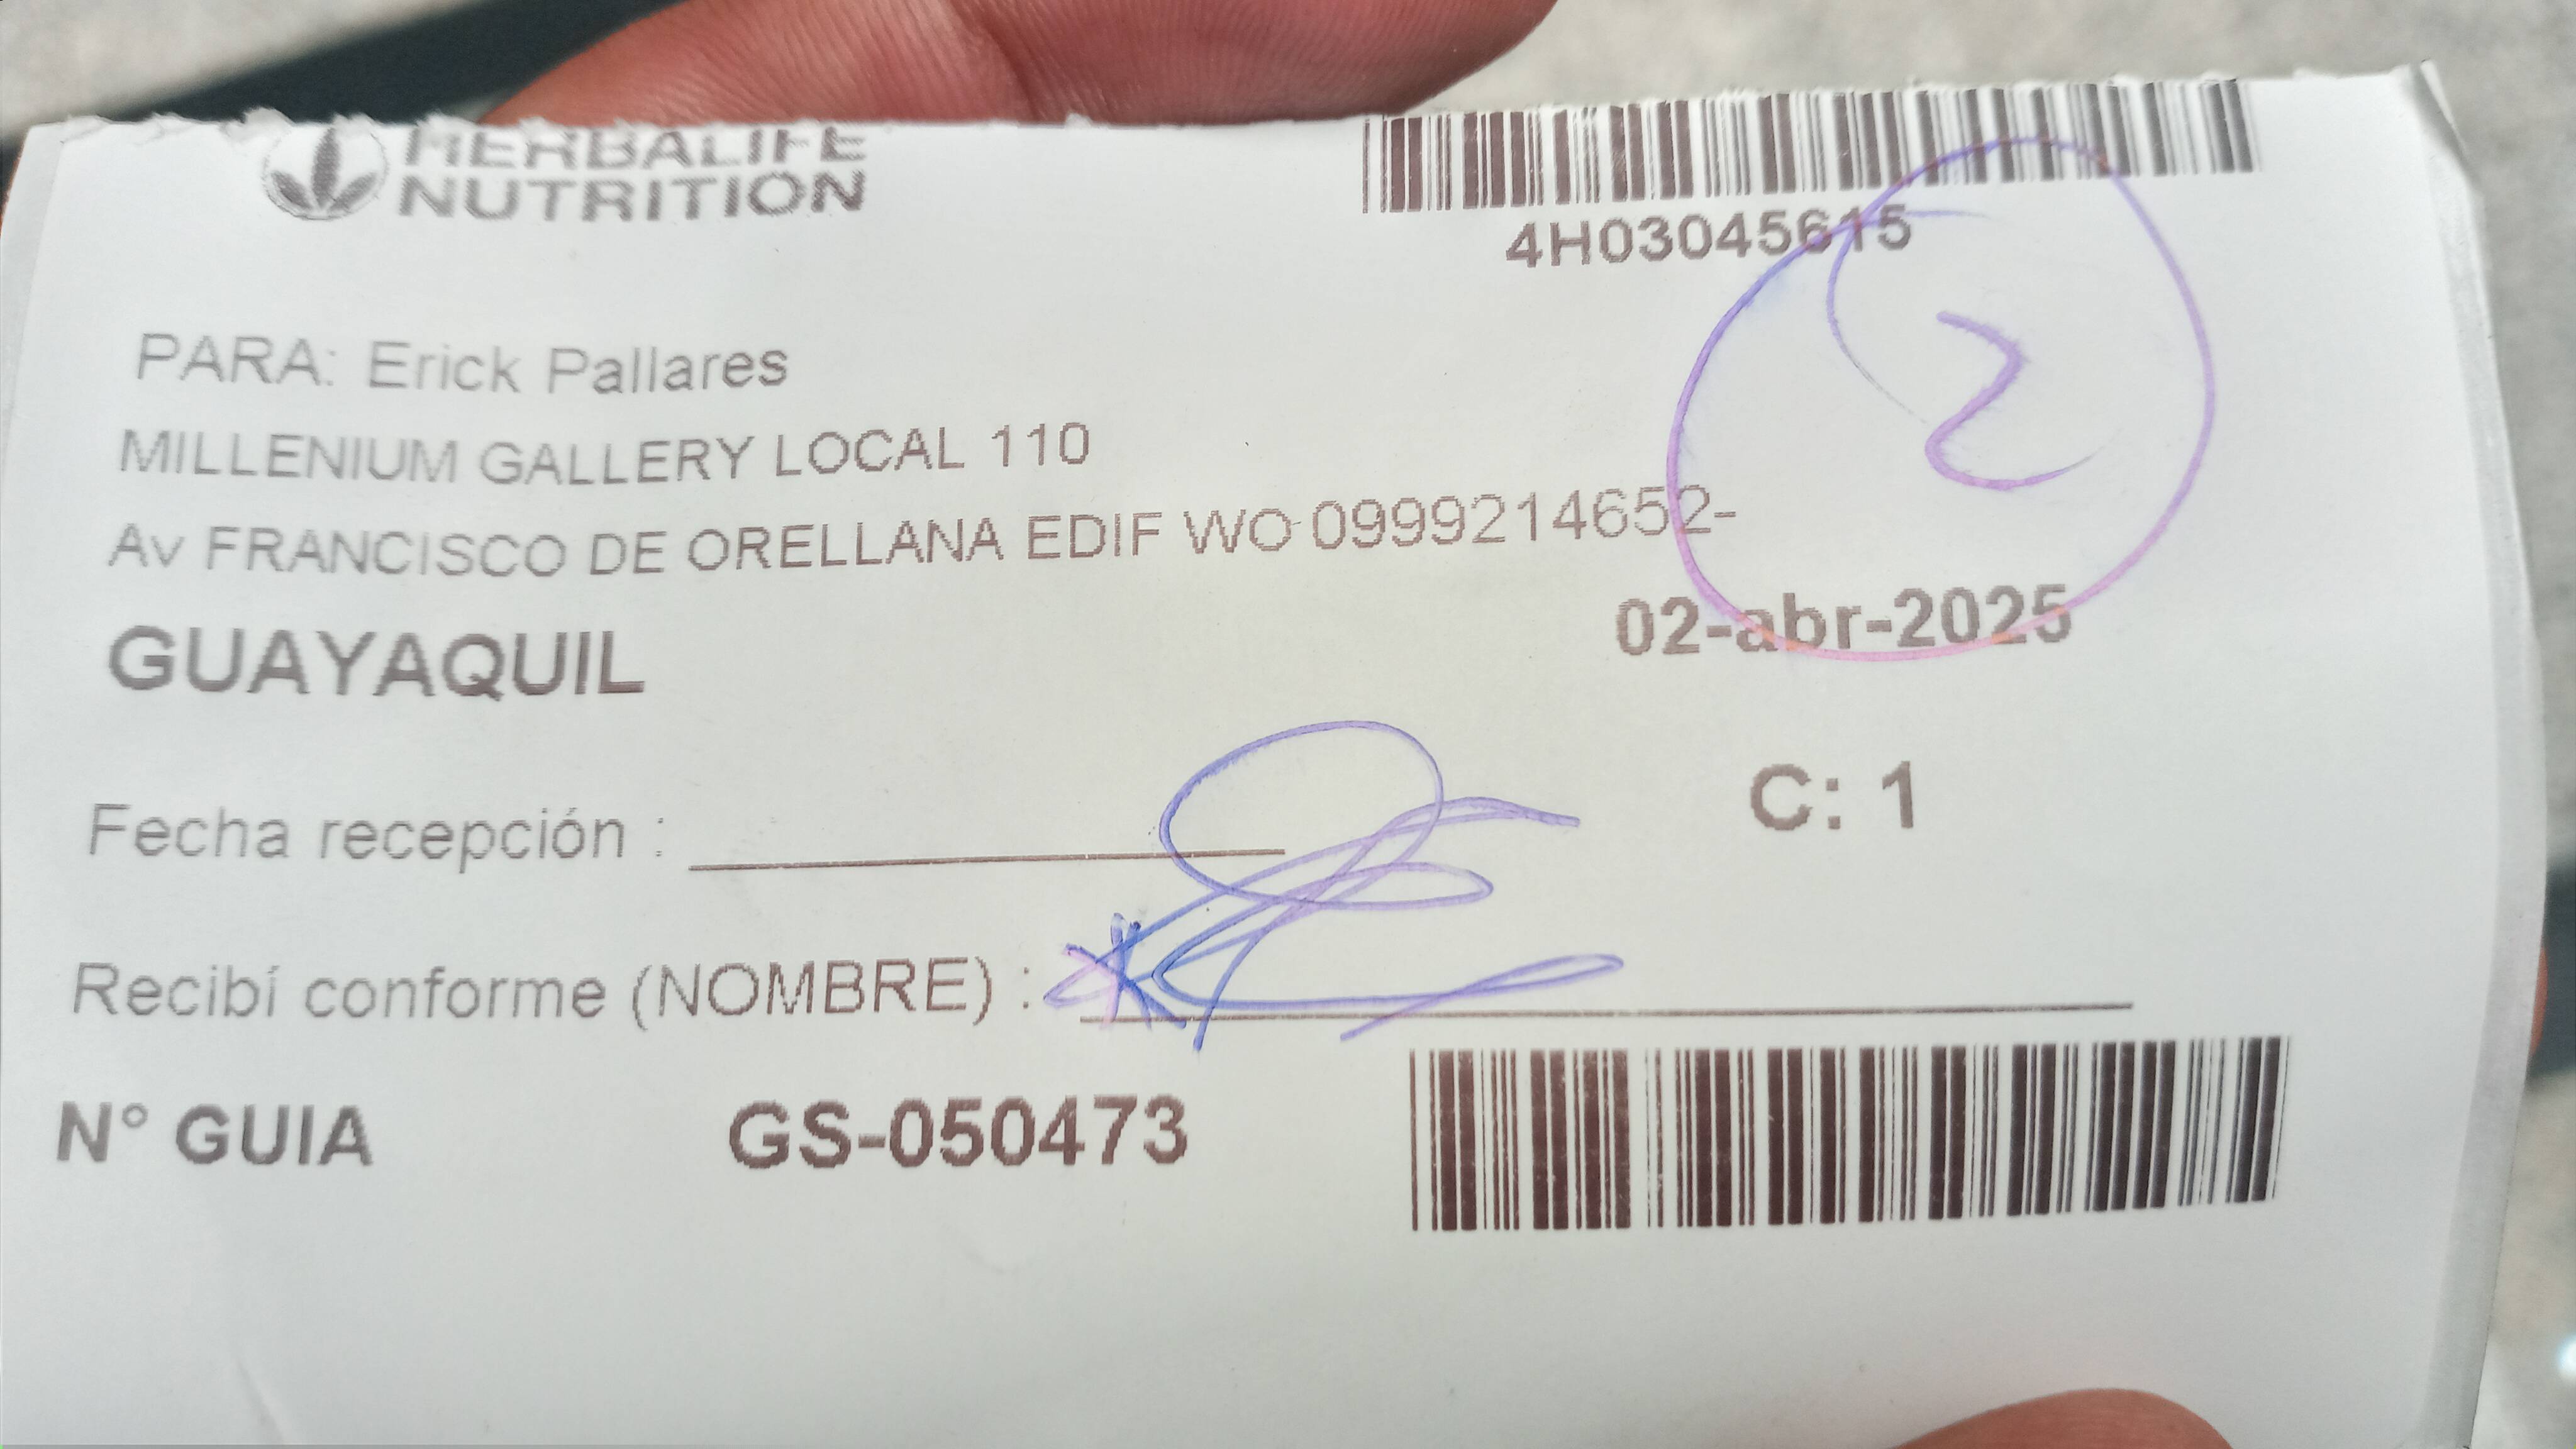 HERBALIFE
NUTRITION
4H03045615
PARA: Erick Pallares
2
MILLENIUM GALLERY LOCAL 110
Av FRANCISCO DE ORELLANA EDIF WO 0999214652-
02-abr-2025
GUAYAQUIL
C: 1
Fecha recepción :
Recibí conforme (NOMBRE) :
N° GUIA GS-050473